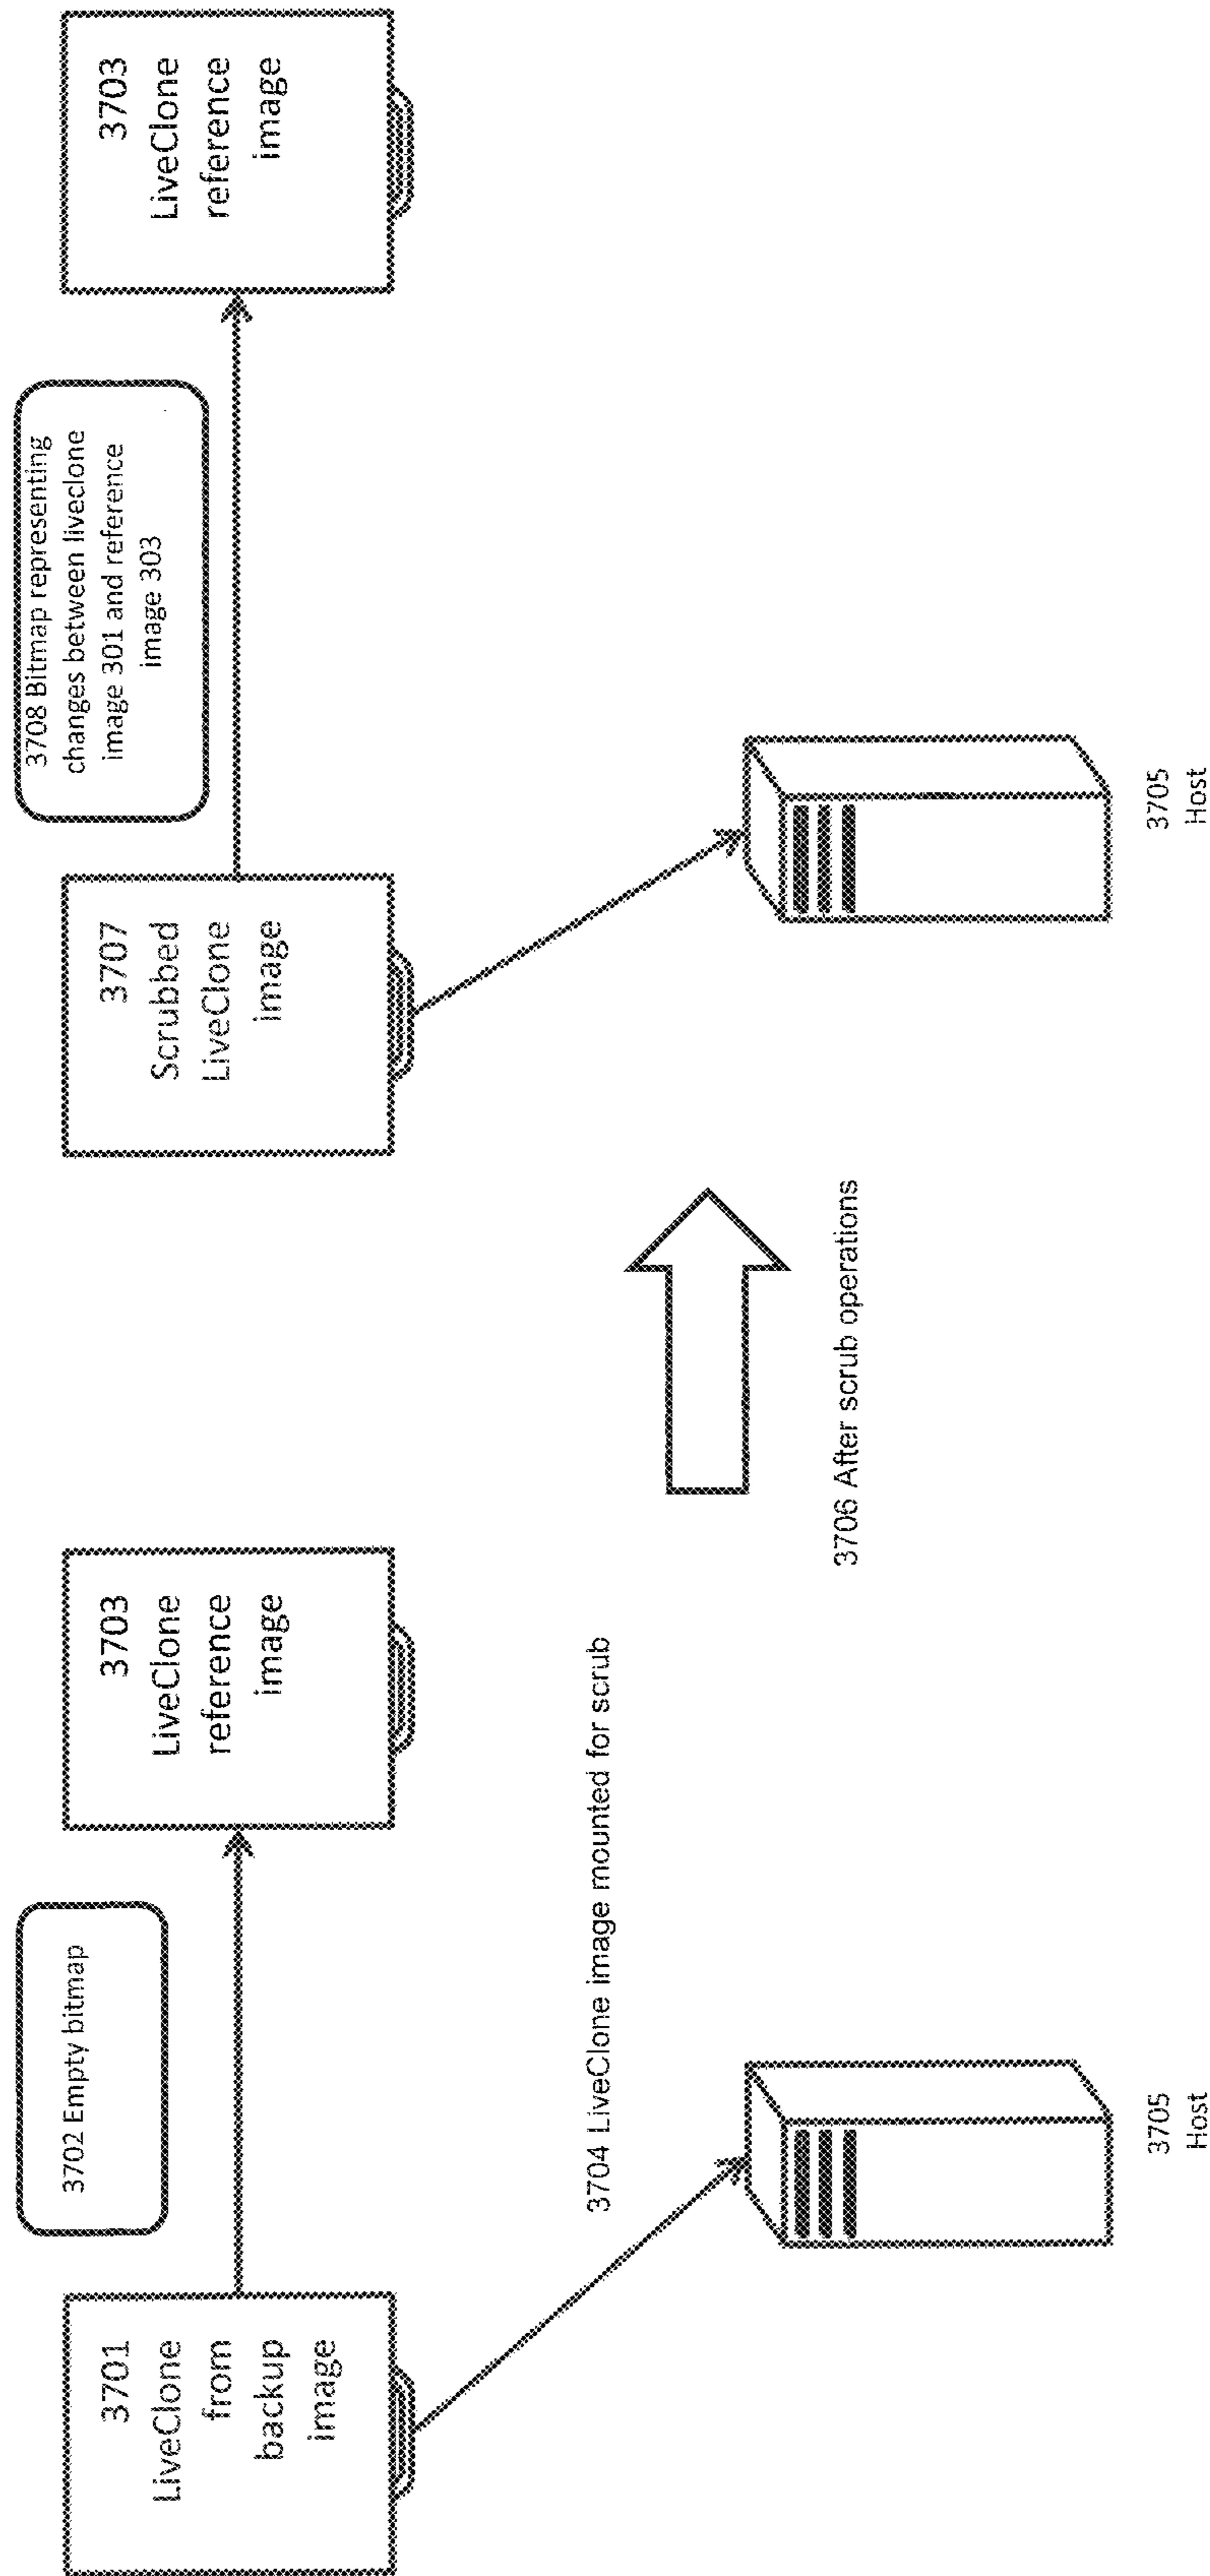 3701
LiveClone
from
backup
image
3702 Empty bitmap
3703
LiveClone
reference
image
3704 LiveClone image mounted for scrub
3705
Host
3706 After scrub operations
3707
Scrubbed
LiveClone
image
3708 Bitmap representing
changes between liveclone
image 301 and reference
image 303
3703
LiveClone
reference
image
3705
Host